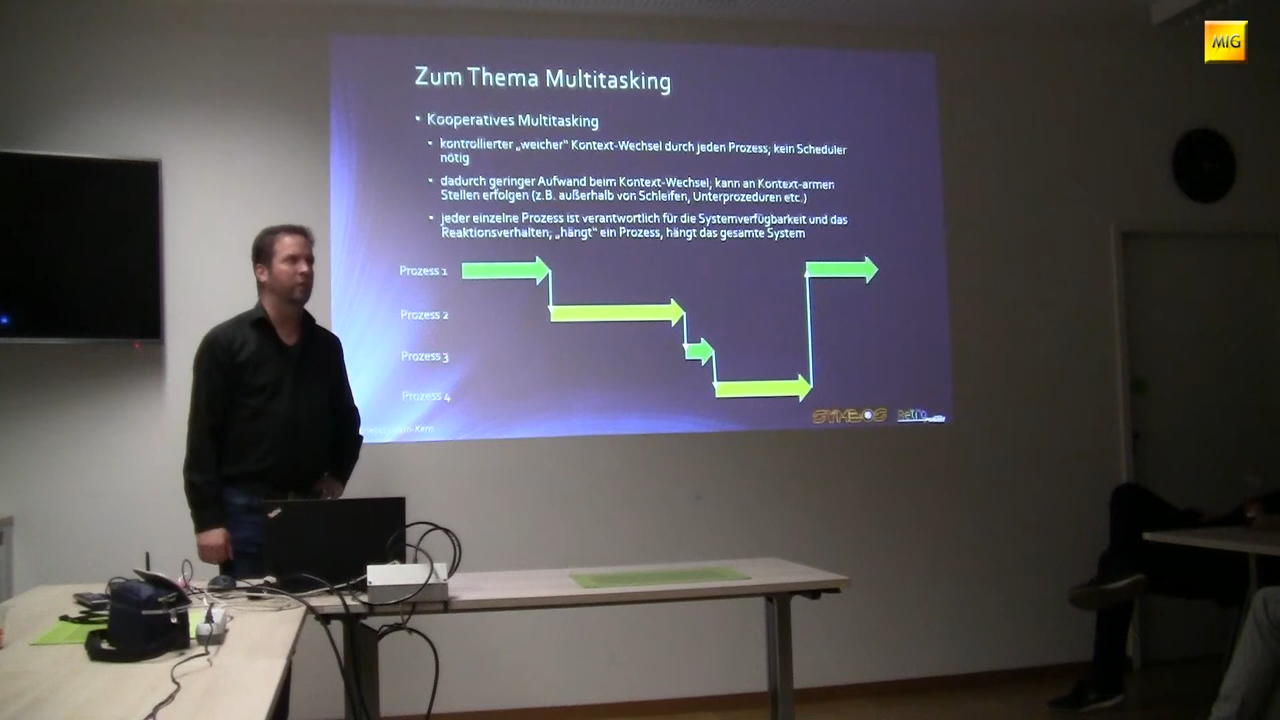 MIG
Zum Thema Multitasking
• Kooperatives Multitasking
• kontrollierter „weicher“ Kontext-Wechsel durch jeden Prozess; kein Scheduler
nötig
• dadurch geringer Aufwand beim Kontext-Wechsel, kann an Kontext-armen
Stellen erfolgen (z.B. außerhalb von Schleifen, Unterprozeduren etc.)
• jeder einzelne Prozess ist verantwortlich für die Systemverfügbarkeit und das
Reaktionsverhalten; „hängt“ ein Prozess, hängt das gesamte System
Prozess 1
Prozess 2
Prozess 3
Prozess 4
SYMBOS